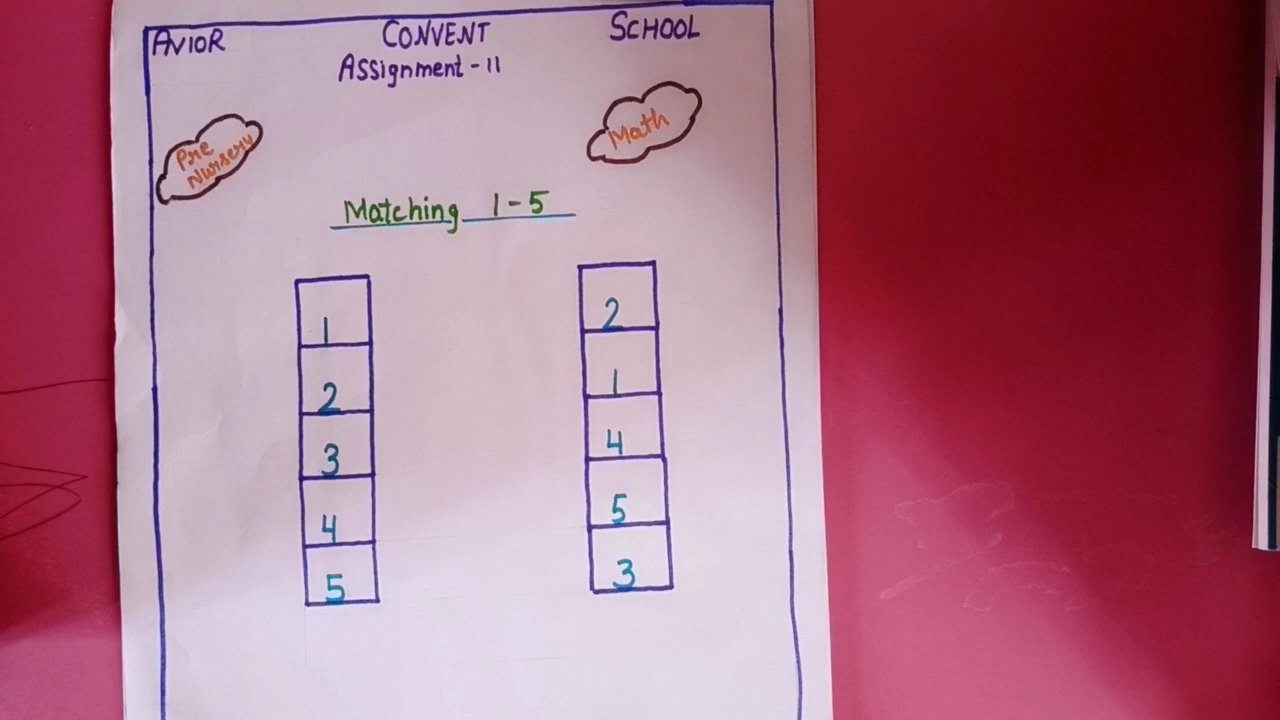 AVIOR CONVENT SCHOOL
Assignment - 11
Pre
Nursery
Math
Matching 1-5
1 2
2 1
3 4
4 5
5 3